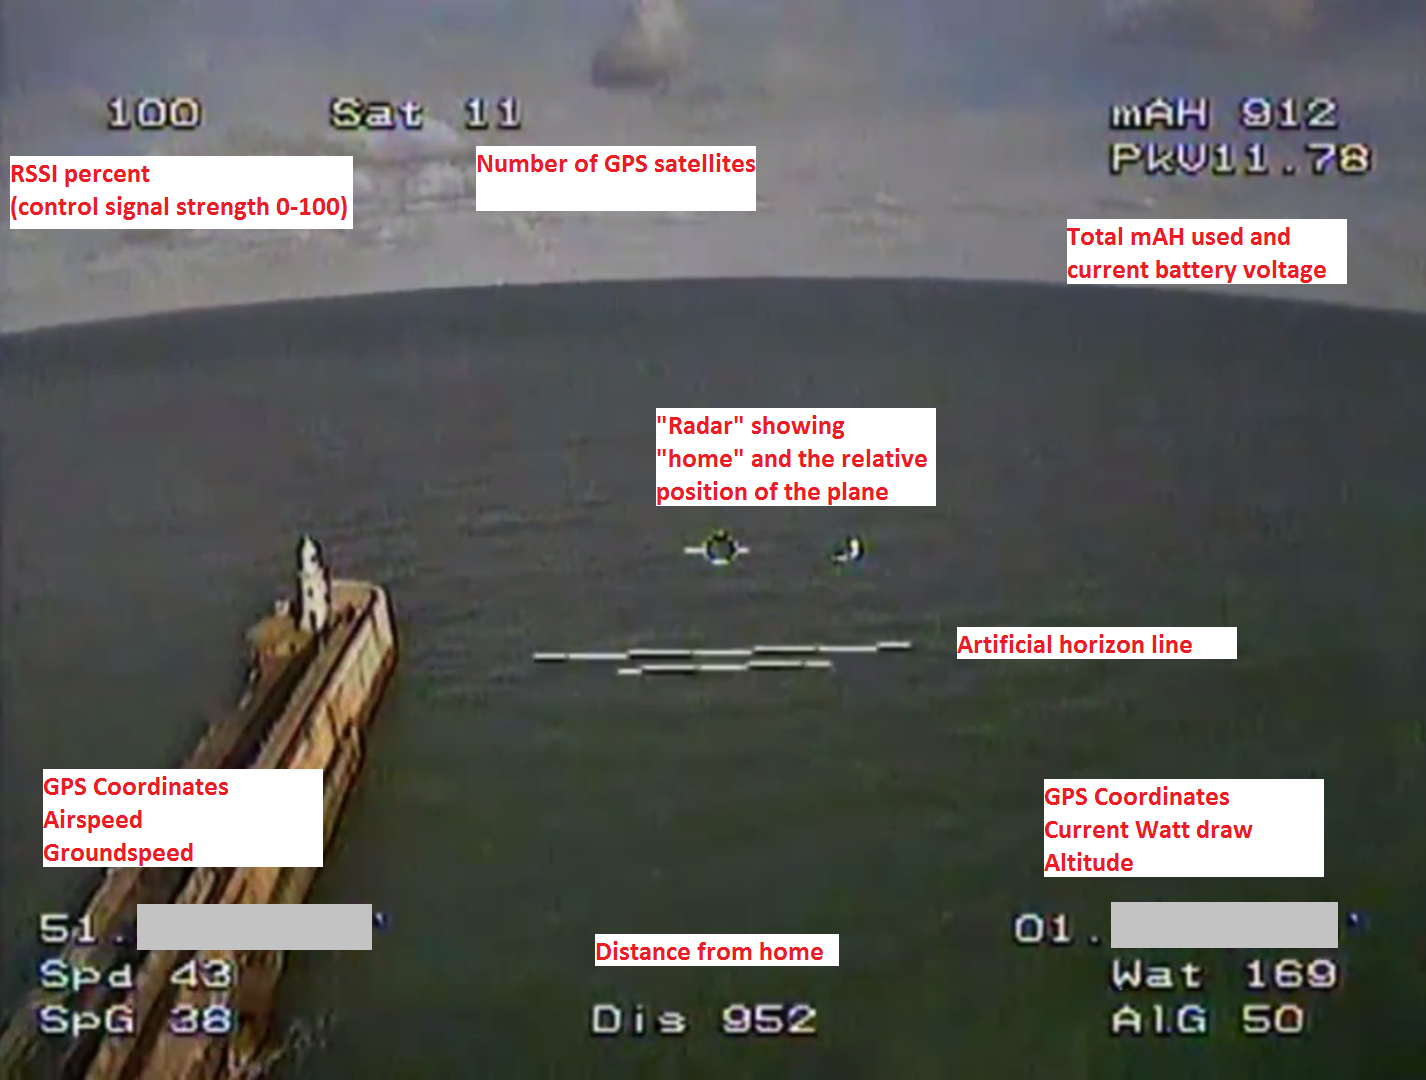 100 Sat 11 mAH 912
PkV11.78
RSSI percent
(control signal strength 0-100)
Number of GPS satellites
Total mAH used and
current battery voltage
"Radar" showing
"home" and the relative
position of the plane
Artificial horizon line
GPS Coordinates
Airspeed
Groundspeed
GPS Coordinates
Current Watt draw
Altitude
51.
Spd 43
SpG 38
Distance from home
Dis 952
01.
Wat 169
AlG 50